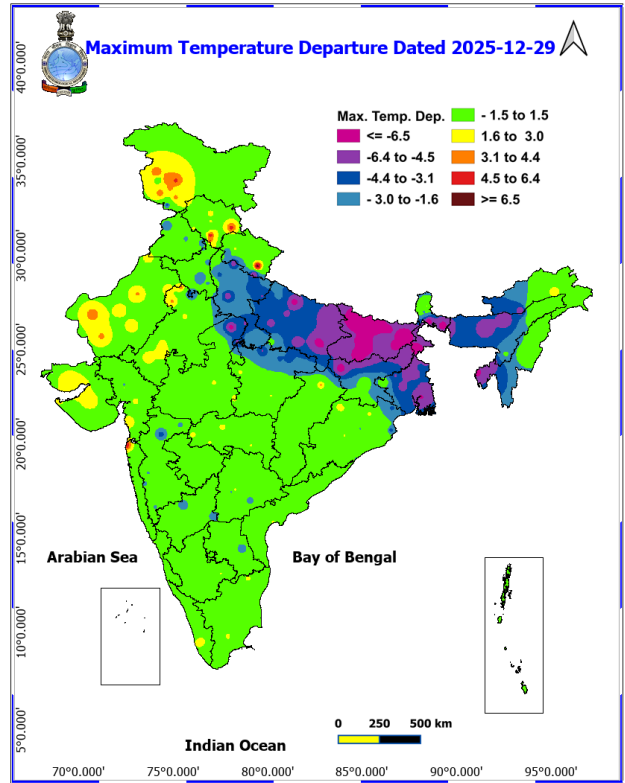 Maximum Temperature Departure Dated 2025-12-29
Max. Temp. Dep.
<= -6.5
-6.4 to -4.5
-4.4 to -3.1
- 3.0 to -1.6
- 1.5 to 1.5
1.6 to 3.0
3.1 to 4.4
4.5 to 6.4
>= 6.5
40°0.000'
35°0.000'
30°0.000'
25°0.000'
20°0.000'
15°0.000'
10°0.000'
5°0.000'
Arabian Sea
Bay of Bengal
Indian Ocean
0 250 500 km
70°0.000' 75°0.000' 80°0.000' 85°0.000' 90°0.000' 95°0.000'